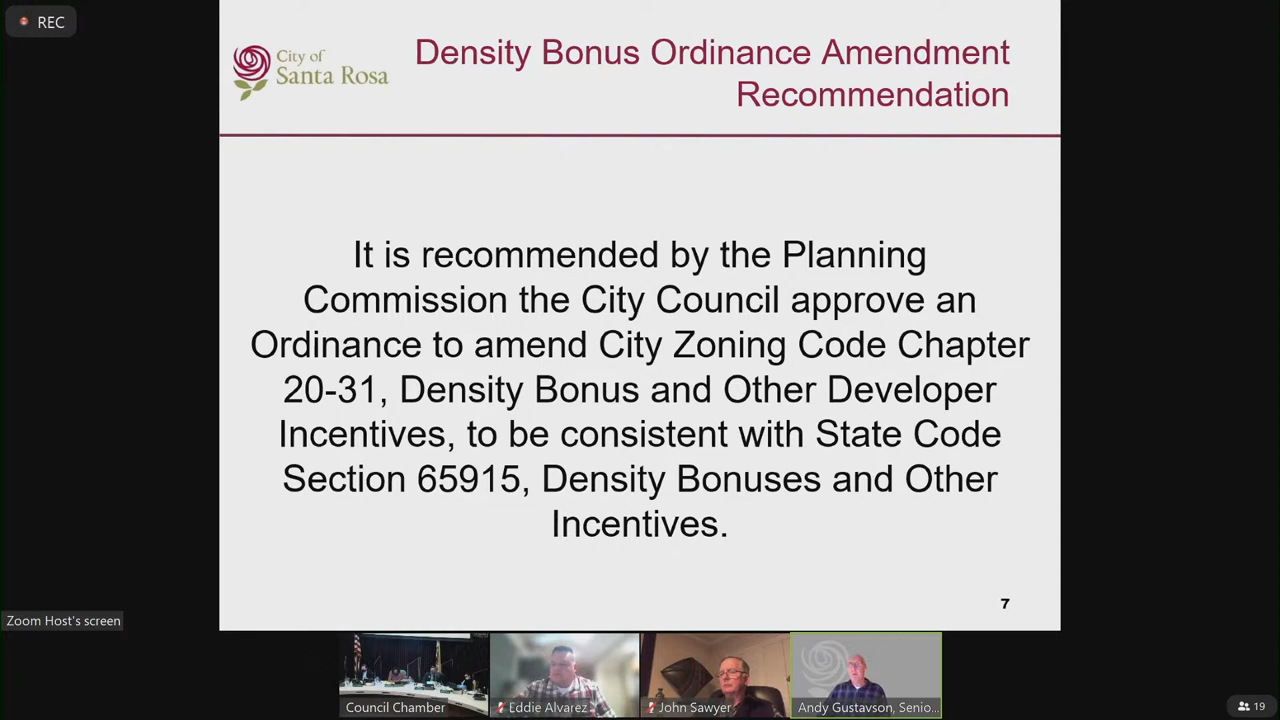 REC
City of
Santa Rosa
Density Bonus Ordinance Amendment
Recommendation
It is recommended by the Planning
Commission the City Council approve an
Ordinance to amend City Zoning Code Chapter
20-31, Density Bonus and Other Developer
Incentives, to be consistent with State Code
Section 65915, Density Bonuses and Other
Incentives.
7
Zoom Host's screen
Council Chamber
Eddie Alvarez
John Sawyer
Andy Gustavson, Senio...
19